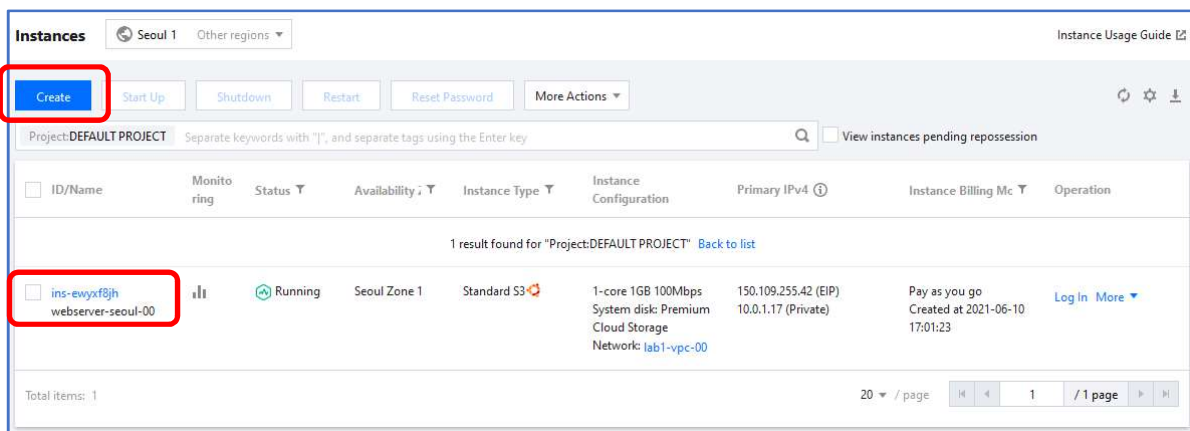 Instances Seoul 1 Other regions Instance Usage Guide
Create Start Up Shutdown Restart Reset Password More Actions
Project:DEFAULT PROJECT Separate keywords with "|", and separate tags using the Enter key View instances pending repossession
ID/Name Monito Status Availability Instance Type Instance Primary IPv4 Instance Billing Mc Operation
ring Configuration
1 result found for "Project:DEFAULT PROJECT" Back to list
ins-ewyxf8jh Running Seoul Zone 1 Standard S3 1-core 1GB 100Mbps 150.109.255.42 (EIP) Pay as you go Log In More
webserver-seoul-00 System disk: Premium 10.0.1.17 (Private) Created at 2021-06-10
Cloud Storage 17:01:23
Network: lab1-vpc-00
Total items: 1 20 / page 1 / 1 page